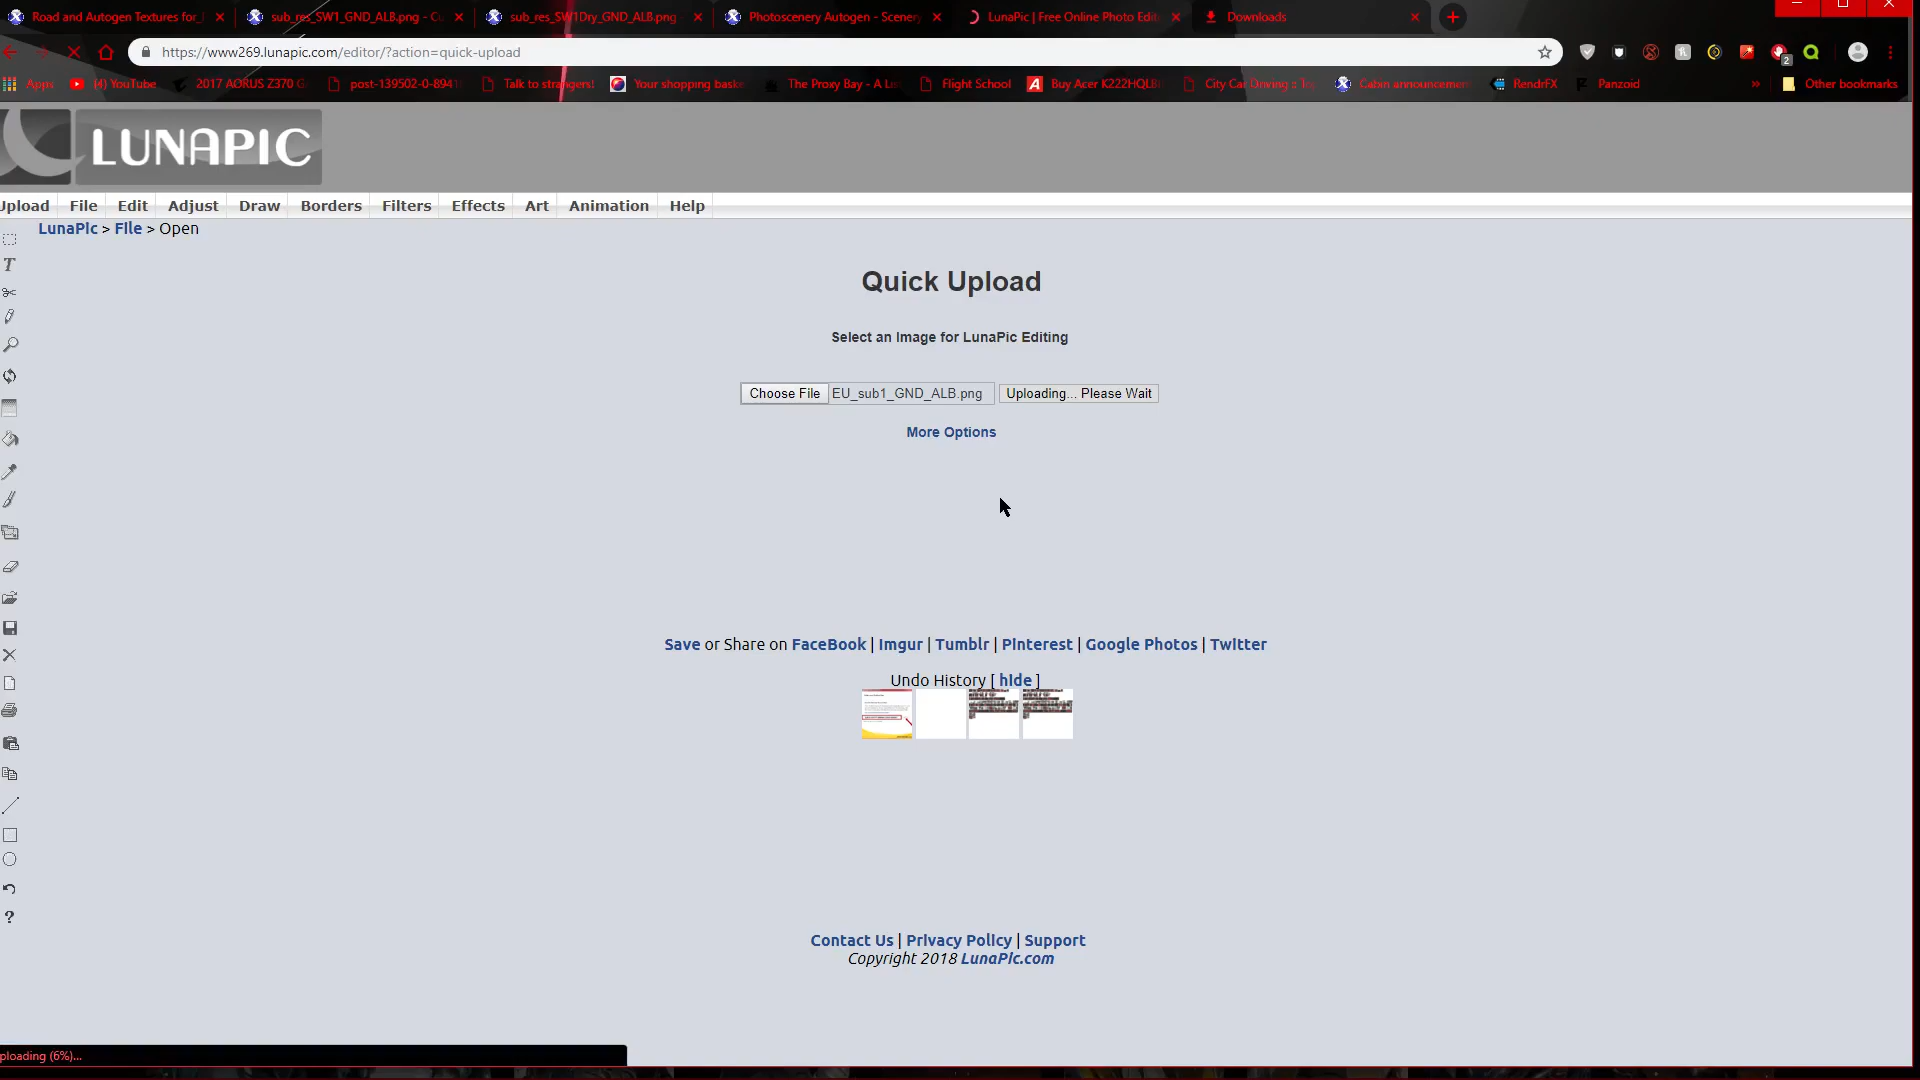 Road and Autogen Textures for
sub_res_SW1_GND_ALB.png - Cu
sub_res_SW1Dry_GND_ALB.png -
Photoscenery Autogen - Scenery
LunaPic | Free Online Photo Edit
Downloads
https://www269.lunapic.com/editor/?action=quick-upload
2
Apps
(4) YouTube
2017 AORUS Z370 G
post-139502-0-8941
Talk to strangers!
Your shopping baske
The Proxy Bay - A Lis
Flight School
Buy Acer K222HQLBi
City Car Driving :: To
Cabin announcemen
RendrFX
Panzoid
»
Other bookmarks
LUNAPIC
Upload File Edit Adjust Draw Borders Filters Effects Art Animation Help
LunaPic > File > Open
Quick Upload
Select an Image for LunaPic Editing
Choose File EU_sub1_GND_ALB.png Uploading... Please Wait
More Options
Save or Share on FaceBook | Imgur | Tumblr | Pinterest | Google Photos | Twitter
Undo History [ hide ]
Contact Us | Privacy Policy | Support
Copyright 2018 LunaPic.com
ploading (6%)...